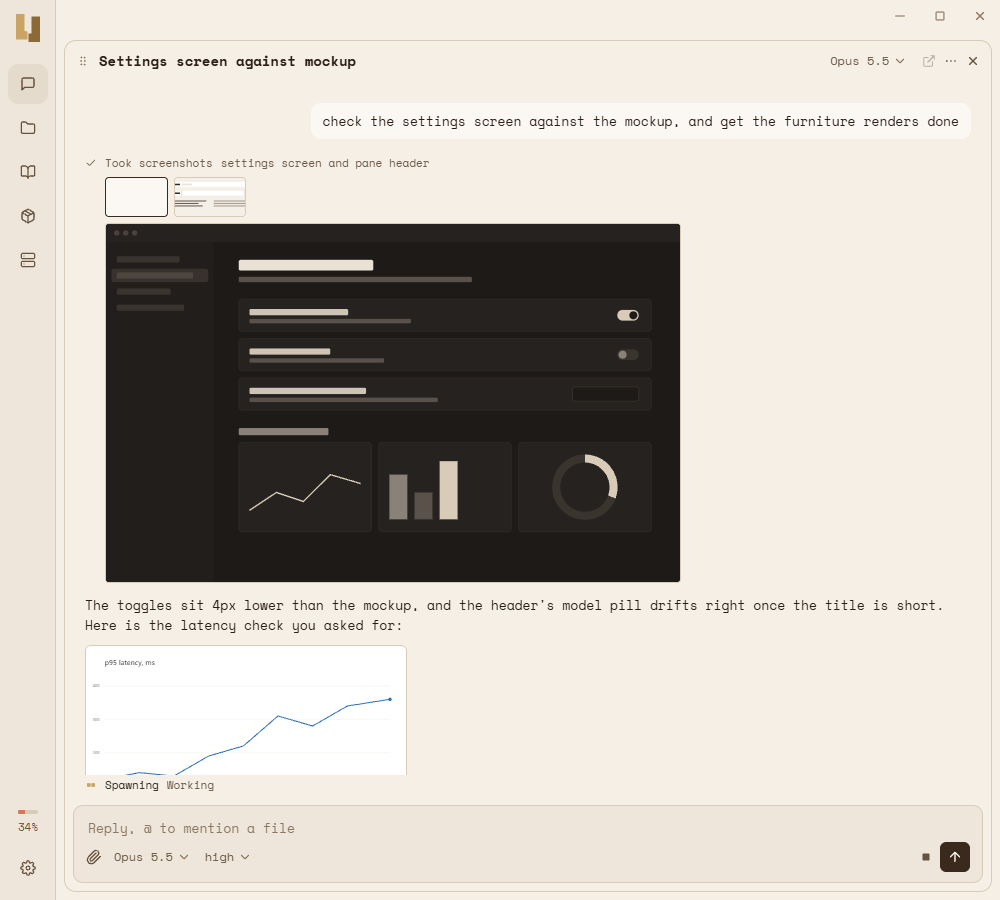 Settings screen against mockup
Opus 5.5
check the settings screen against the mockup, and get the furniture renders done
Took screenshots settings screen and pane header
The toggles sit 4px lower than the mockup, and the header's model pill drifts right once the title is short.
Here is the latency check you asked for:
p95 latency, ms
Spawning Working
34%
Reply, @ to mention a file
Opus 5.5
high